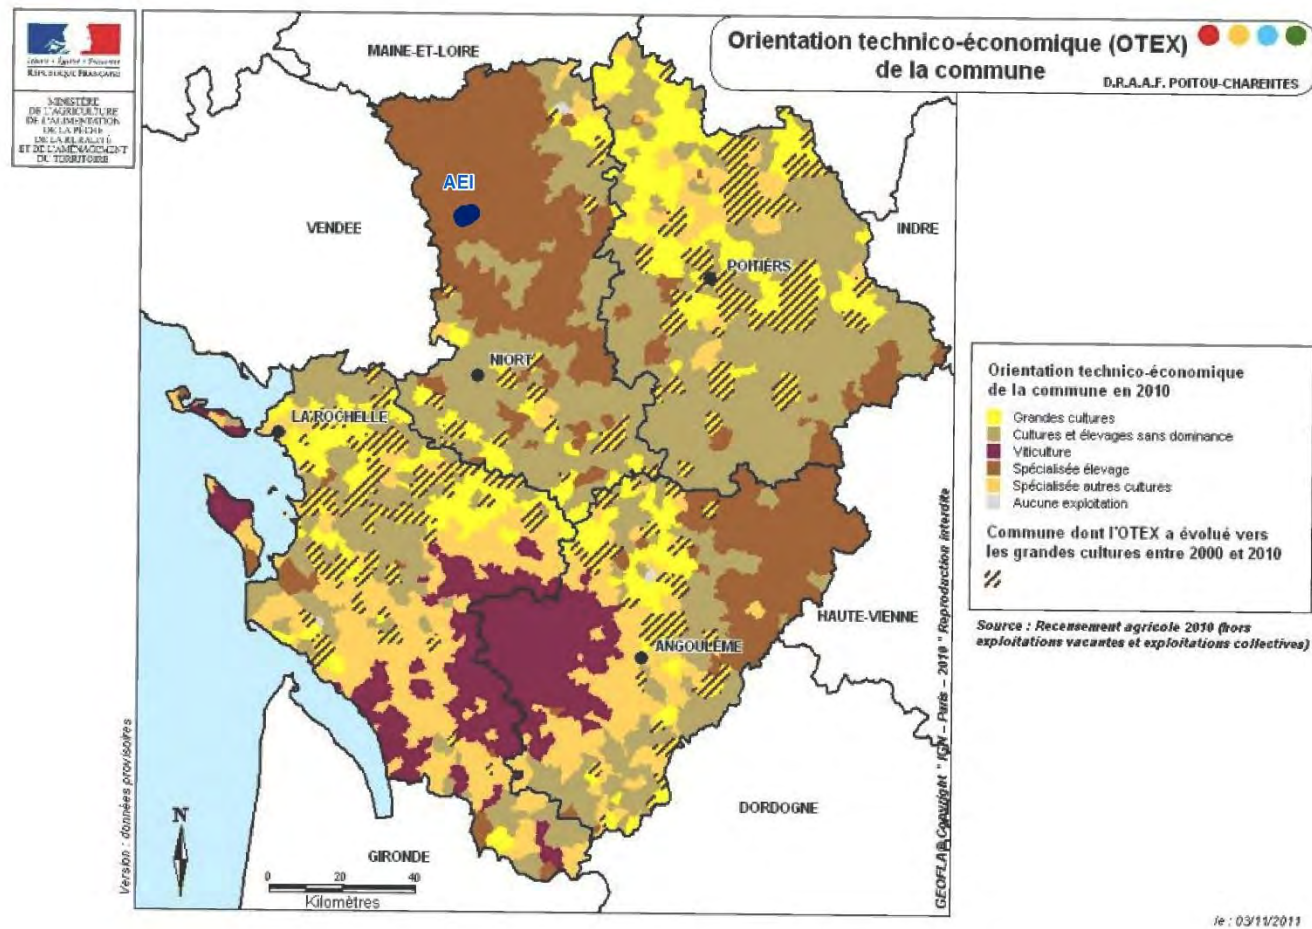 Liberté • Égalité • Fraternité
RÉPUBLIQUE FRANÇAISE
MINISTÈRE
DE L'AGRICULTURE
DE L'ALIMENTATION
DE LA PÊCHE
DE LA RURALITÉ
ET DE L'AMÉNAGEMENT
DU TERRITOIRE
Orientation technico-économique (OTEX)
de la commune
D.R.A.A.F. POITOU-CHARENTES
MAINE-ET-LOIRE
AEI
VENDEE
INDRE
POITIERS
NIORT
LA ROCHELLE
HAUTE-VIENNE
ANGOULÊME
DORDOGNE
GIRONDE
N
0 20 40
Kilomètres
Version : données provisoires
GEOFLA® Copyright " IGN – Paris – 2010 " Reproduction interdite
Orientation technico-économique
de la commune en 2010
Grandes cultures
Cultures et élevages sans dominance
Viticulture
Spécialisée élevage
Spécialisée autres cultures
Aucune exploitation
Commune dont l'OTEX a évolué vers
les grandes cultures entre 2000 et 2010
Source : Recensement agricole 2010 (hors
exploitations vacantes et exploitations collectives)
le : 03/11/2011